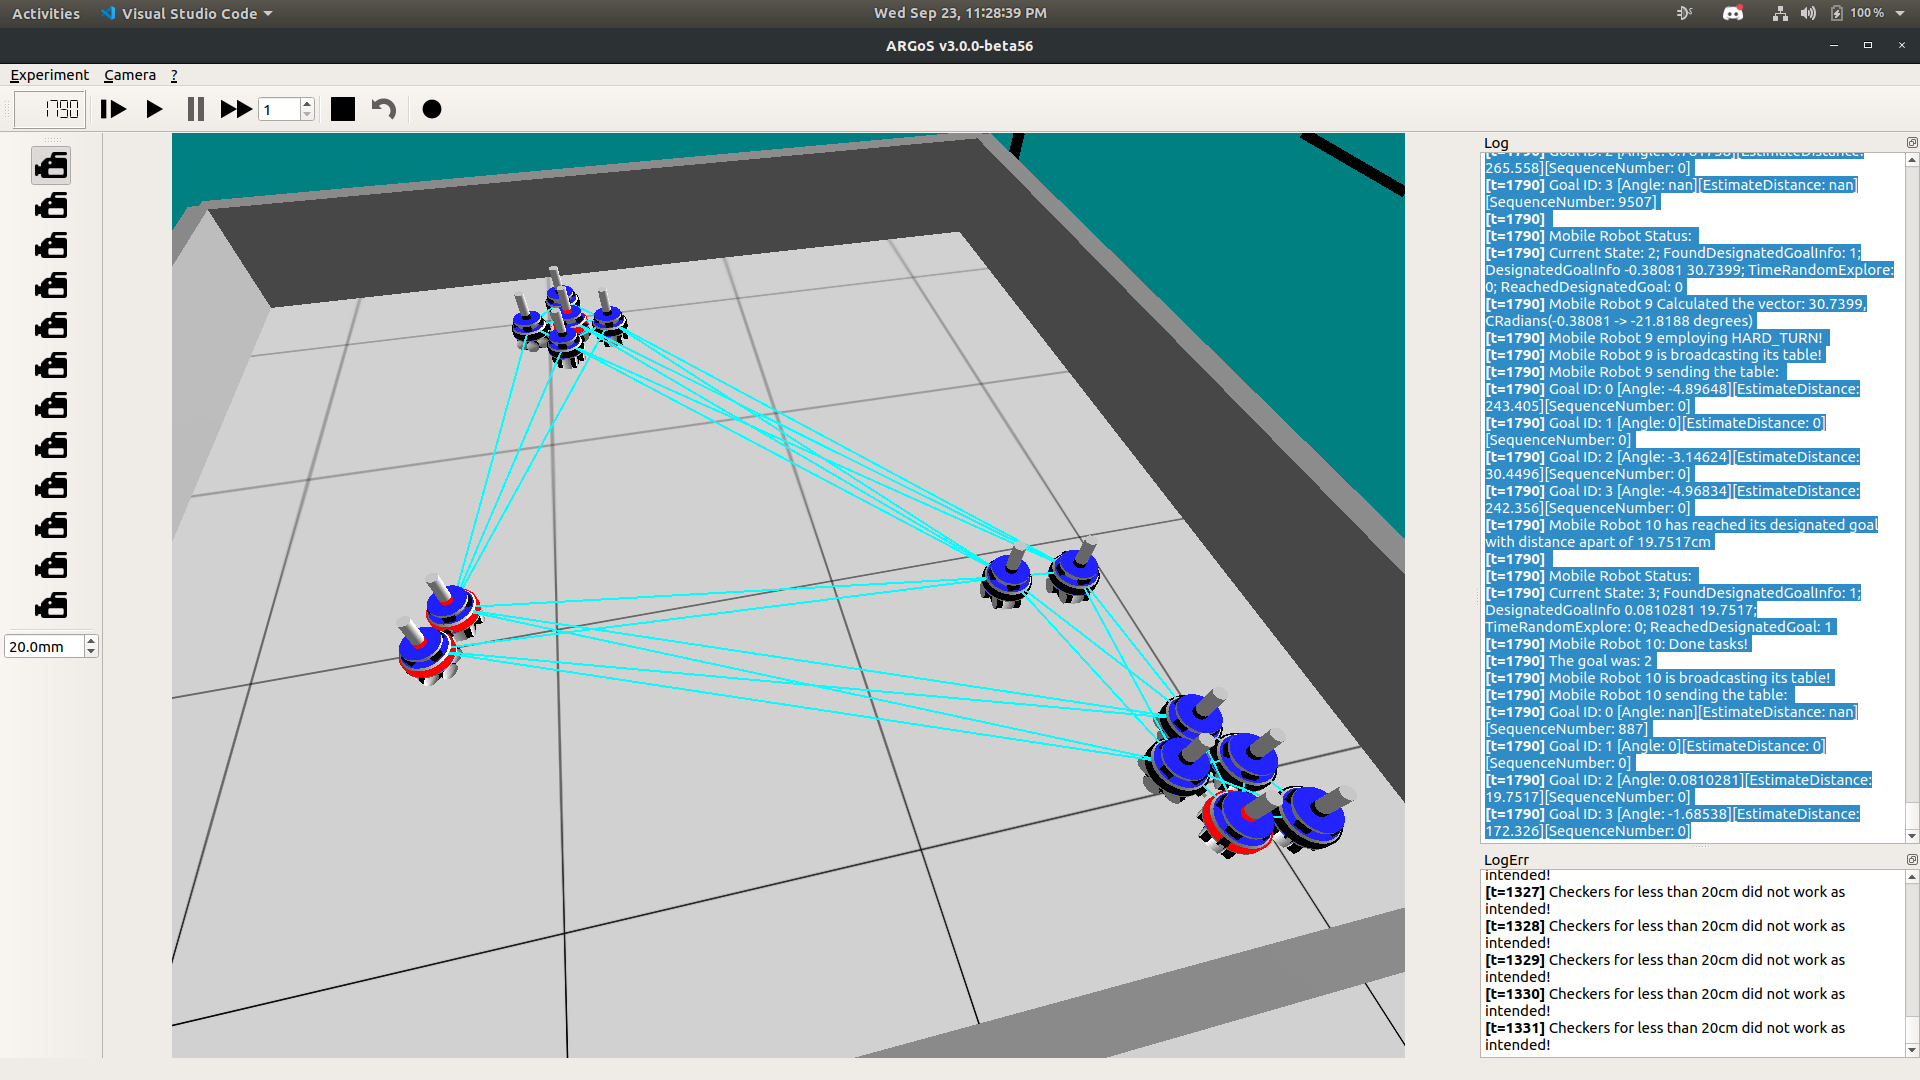 Activities
Visual Studio Code
Wed Sep 23, 11:28:39 PM
100 %
ARGoS v3.0.0-beta56
Experiment Camera ?
1790
1
20.0mm
Log
265.558][SequenceNumber: 0]
[t=1790] Goal ID: 3 [Angle: nan][EstimateDistance: nan]
[SequenceNumber: 9507]
[t=1790]
[t=1790] Mobile Robot Status:
[t=1790] Current State: 2; FoundDesignatedGoalInfo: 1;
DesignatedGoalInfo -0.38081 30.7399; TimeRandomExplore:
0; ReachedDesignatedGoal: 0
[t=1790] Mobile Robot 9 Calculated the vector: 30.7399,
CRadians(-0.38081 -> -21.8188 degrees)
[t=1790] Mobile Robot 9 employing HARD_TURN!
[t=1790] Mobile Robot 9 is broadcasting its table!
[t=1790] Mobile Robot 9 sending the table:
[t=1790] Goal ID: 0 [Angle: -4.89648][EstimateDistance:
243.405][SequenceNumber: 0]
[t=1790] Goal ID: 1 [Angle: 0][EstimateDistance: 0]
[SequenceNumber: 0]
[t=1790] Goal ID: 2 [Angle: -3.14624][EstimateDistance:
30.4496][SequenceNumber: 0]
[t=1790] Goal ID: 3 [Angle: -4.96834][EstimateDistance:
242.356][SequenceNumber: 0]
[t=1790] Mobile Robot 10 has reached its designated goal
with distance apart of 19.7517cm
[t=1790]
[t=1790] Mobile Robot Status:
[t=1790] Current State: 3; FoundDesignatedGoalInfo: 1;
DesignatedGoalInfo 0.0810281 19.7517;
TimeRandomExplore: 0; ReachedDesignatedGoal: 1
[t=1790] Mobile Robot 10: Done tasks!
[t=1790] The goal was: 2
[t=1790] Mobile Robot 10 is broadcasting its table!
[t=1790] Mobile Robot 10 sending the table:
[t=1790] Goal ID: 0 [Angle: nan][EstimateDistance: nan]
[SequenceNumber: 887]
[t=1790] Goal ID: 1 [Angle: 0][EstimateDistance: 0]
[SequenceNumber: 0]
[t=1790] Goal ID: 2 [Angle: 0.0810281][EstimateDistance:
19.7517][SequenceNumber: 0]
[t=1790] Goal ID: 3 [Angle: -1.68538][EstimateDistance:
172.326][SequenceNumber: 0]
LogErr
intended!
[t=1327] Checkers for less than 20cm did not work as
intended!
[t=1328] Checkers for less than 20cm did not work as
intended!
[t=1329] Checkers for less than 20cm did not work as
intended!
[t=1330] Checkers for less than 20cm did not work as
intended!
[t=1331] Checkers for less than 20cm did not work as
intended!